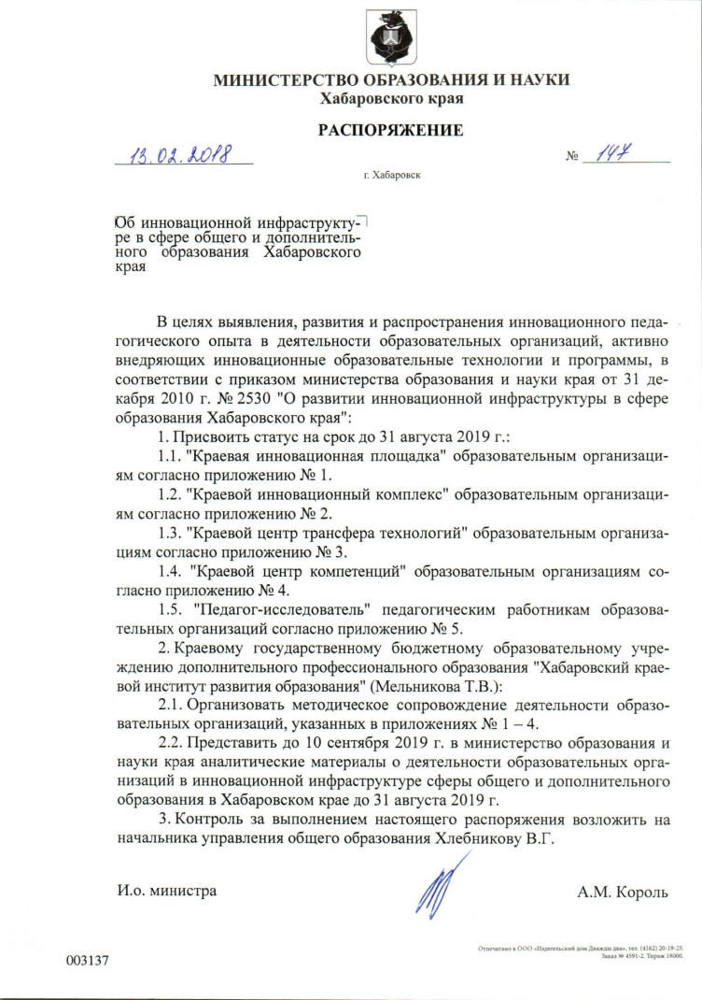 МИНИСТЕРСТВО ОБРАЗОВАНИЯ И НАУКИ
Хабаровского края
РАСПОРЯЖЕНИЕ
13.02.2018 № 147
г. Хабаровск
Об инновационной инфраструкту-
ре в сфере общего и дополнитель-
ного образования Хабаровского
края
В целях выявления, развития и распространения инновационного педа-
гогического опыта в деятельности образовательных организаций, активно
внедряющих инновационные образовательные технологии и программы, в
соответствии с приказом министерства образования и науки края от 31 де-
кабря 2010 г. № 2530 "О развитии инновационной инфраструктуры в сфере
образования Хабаровского края":
1. Присвоить статус на срок до 31 августа 2019 г.:
1.1. "Краевая инновационная площадка" образовательным организаци-
ям согласно приложению № 1.
1.2. "Краевой инновационный комплекс" образовательным организаци-
ям согласно приложению № 2.
1.3. "Краевой центр трансфера технологий" образовательным организа-
циям согласно приложению № 3.
1.4. "Краевой центр компетенций" образовательным организациям со-
гласно приложению № 4.
1.5. "Педагог-исследователь" педагогическим работникам образова-
тельных организаций согласно приложению № 5.
2. Краевому государственному бюджетному образовательному учре-
ждению дополнительного профессионального образования "Хабаровский крае-
вой институт развития образования" (Мельникова Т.В.):
2.1. Организовать методическое сопровождение деятельности образо-
вательных организаций, указанных в приложениях № 1 – 4.
2.2. Представить до 10 сентября 2019 г. в министерство образования и
науки края аналитические материалы о деятельности образовательных орга-
низаций в инновационной инфраструктуре сферы общего и дополнительного
образования в Хабаровском крае до 31 августа 2019 г.
3. Контроль за выполнением настоящего распоряжения возложить на
начальника управления общего образования Хлебникову В.Г.
И.о. министра А.М. Король
Отпечатано в ООО «Издательский дом Дважды два», тел. (4162) 20-19-25.
Заказ № 4591-2. Тираж 18000.
003137